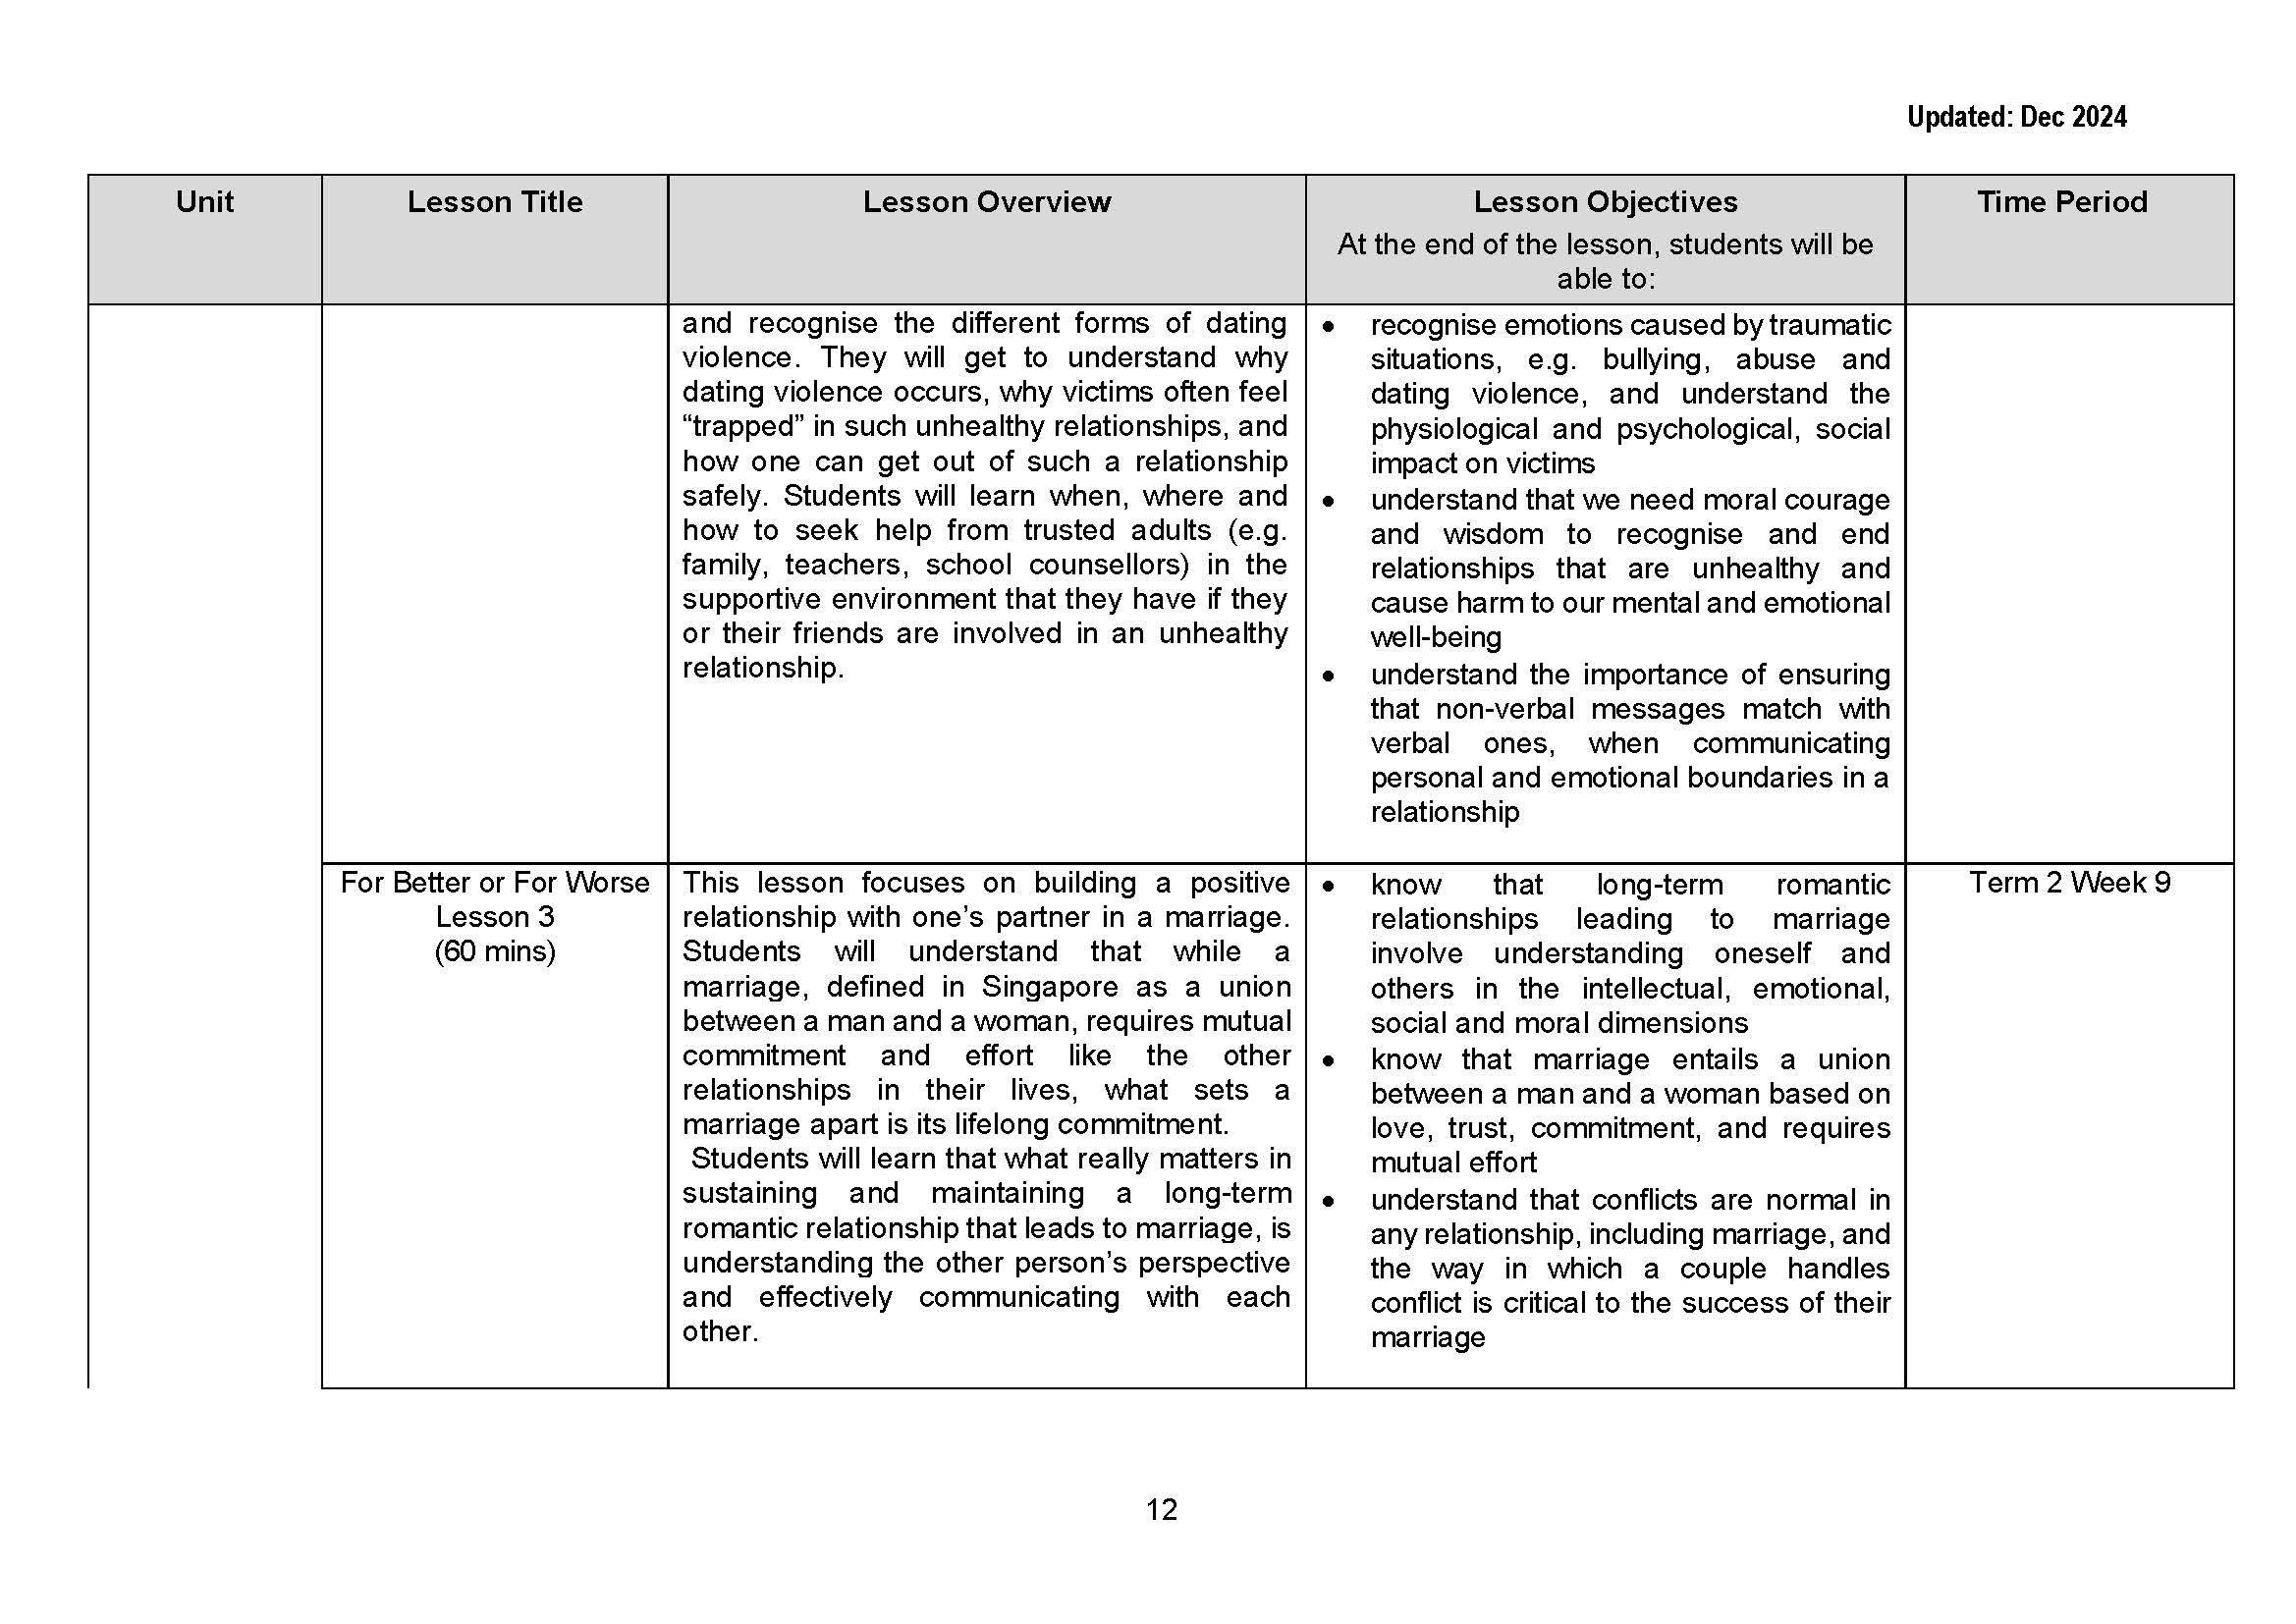 Updated: Dec 2024
Unit
Lesson Title
Lesson Overview
Lesson Objectives
At the end of the lesson, students will be
able to:
Time Period
and recognise the different forms of dating
violence. They will get to understand why
dating violence occurs, why victims often feel
“trapped” in such unhealthy relationships, and
how one can get out of such a relationship
safely. Students will learn when, where and
how to seek help from trusted adults (e.g.
family, teachers, school counsellors) in the
supportive environment that they have if they
or their friends are involved in an unhealthy
relationship.
• recognise emotions caused by traumatic
situations, e.g. bullying, abuse and
dating violence, and understand the
physiological and psychological, social
impact on victims
• understand that we need moral courage
and wisdom to recognise and end
relationships that are unhealthy and
cause harm to our mental and emotional
well-being
• understand the importance of ensuring
that non-verbal messages match with
verbal ones, when communicating
personal and emotional boundaries in a
relationship
For Better or For Worse
Lesson 3
(60 mins)
This lesson focuses on building a positive
relationship with one’s partner in a marriage.
Students will understand that while a
marriage, defined in Singapore as a union
between a man and a woman, requires mutual
commitment and effort like the other
relationships in their lives, what sets a
marriage apart is its lifelong commitment.
Students will learn that what really matters in
sustaining and maintaining a long-term
romantic relationship that leads to marriage, is
understanding the other person’s perspective
and effectively communicating with each
other.
• know that long-term romantic
relationships leading to marriage
involve understanding oneself and
others in the intellectual, emotional,
social and moral dimensions
• know that marriage entails a union
between a man and a woman based on
love, trust, commitment, and requires
mutual effort
• understand that conflicts are normal in
any relationship, including marriage, and
the way in which a couple handles
conflict is critical to the success of their
marriage
Term 2 Week 9
12